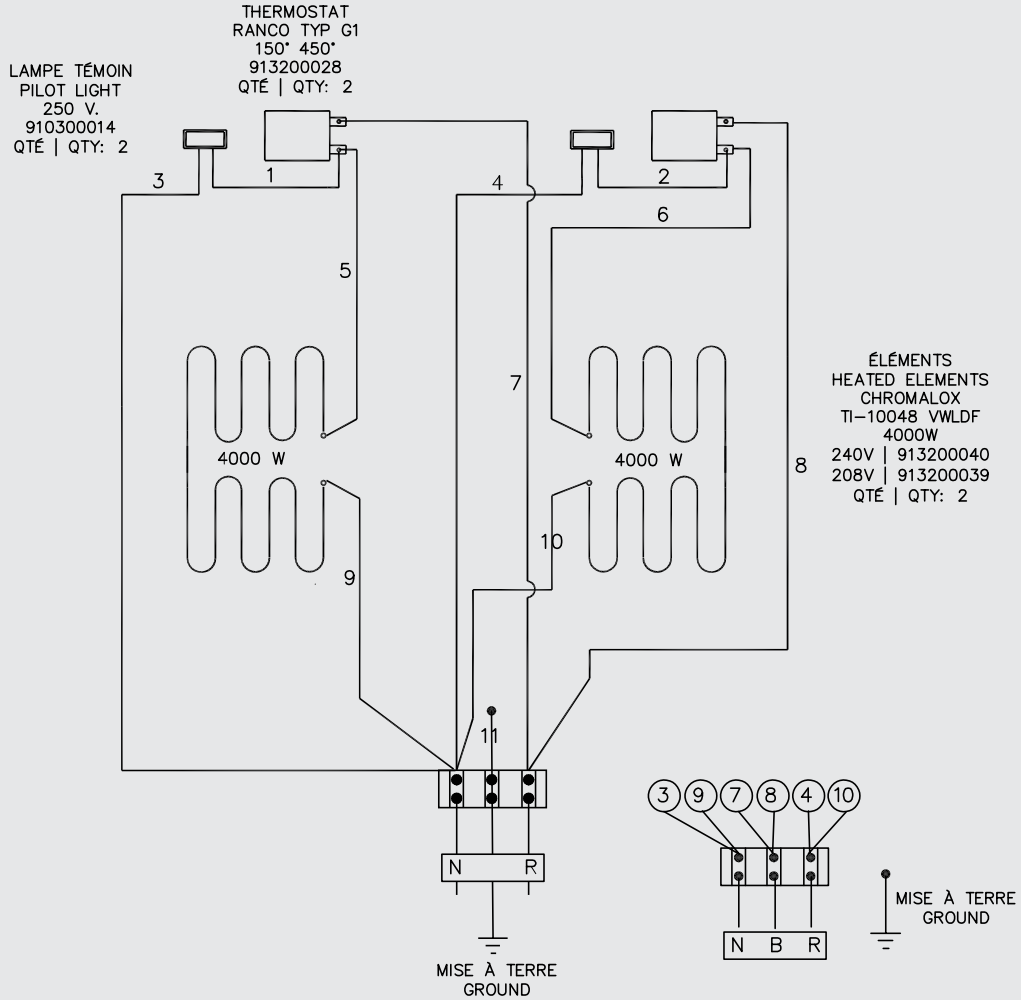 THERMOSTAT
RANCO TYP G1
150° 450°
913200028
QTÉ | QTY: 2
LAMPE TÉMOIN
PILOT LIGHT
250 V.
910300014
QTÉ | QTY: 2
3
1
4
2
6
5
7
ÉLÉMENTS
HEATED ELEMENTS
CHROMALOX
TI-10048 VWLDF
4000W
240V | 913200040
208V | 913200039
QTÉ | QTY: 2
4000 W
4000 W
8
10
9
11
3 9 7 8 4 10
N R
N B R
MISE À TERRE
GROUND
MISE À TERRE
GROUND